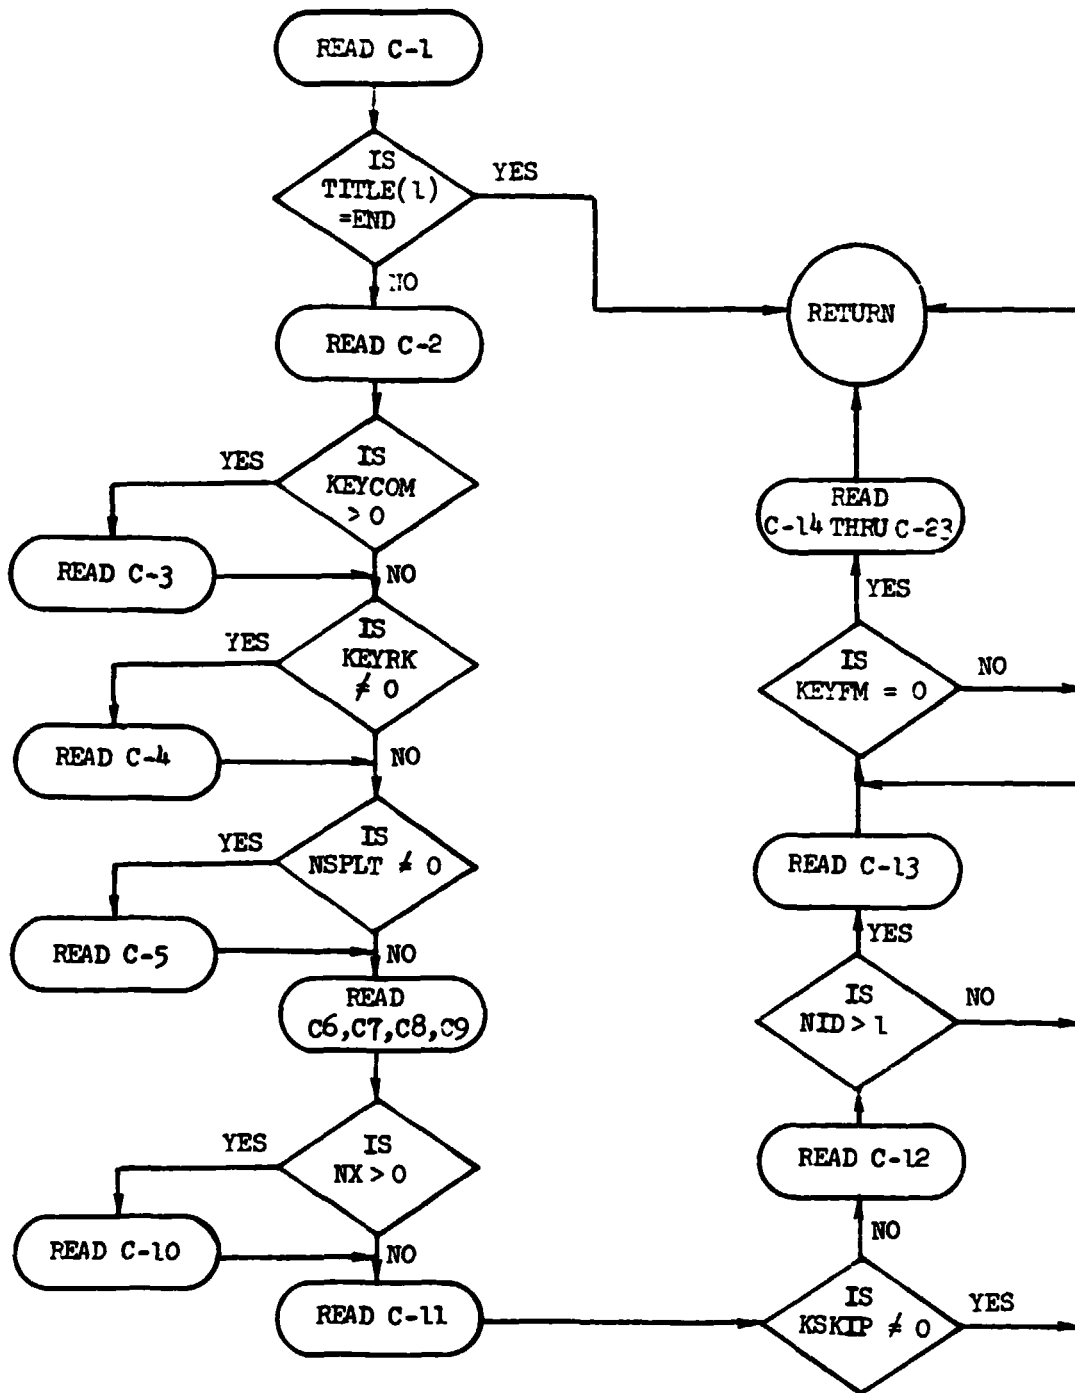 READ C-1
IS
TITLE(1)
=END
YES
NO
READ C-2
IS
KEYCOM
> 0
YES
NO
READ C-3
IS
KEYRK
≠ 0
YES
NO
READ C-4
IS
NSPLT ≠ 0
YES
NO
READ C-5
READ
C6,C7,C8,C9
IS
NX > 0
YES
NO
READ C-10
READ C-11
IS
KSKIP ≠ 0
YES
NO
READ C-12
IS
NID > 1
NO
YES
READ C-13
IS
KEYFM = 0
NO
YES
READ
C-14 THRU C-23
RETURN